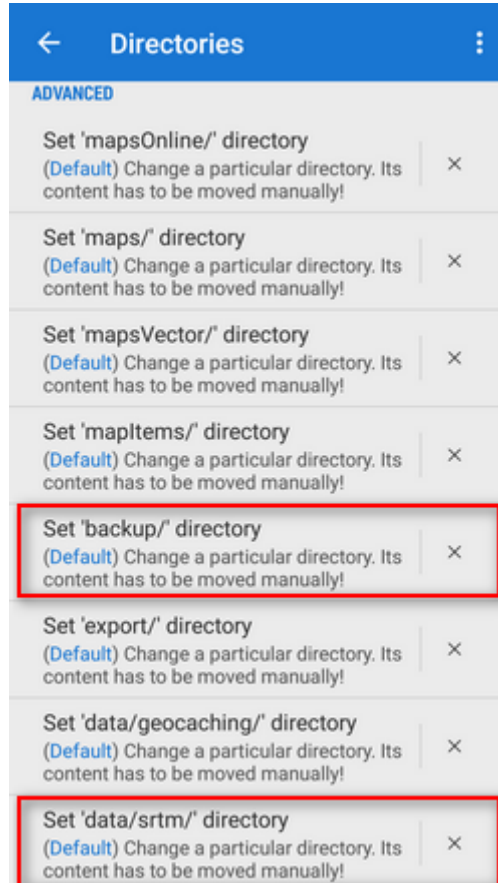 Directories
ADVANCED
Set 'mapsOnline/' directory
(Default) Change a particular directory. Its
content has to be moved manually!
Set 'maps/' directory
(Default) Change a particular directory. Its
content has to be moved manually!
Set 'mapsVector/' directory
(Default) Change a particular directory. Its
content has to be moved manually!
Set 'mapItems/' directory
(Default) Change a particular directory. Its
content has to be moved manually!
Set 'backup/' directory
(Default) Change a particular directory. Its
content has to be moved manually!
Set 'export/' directory
(Default) Change a particular directory. Its
content has to be moved manually!
Set 'data/geocaching/' directory
(Default) Change a particular directory. Its
content has to be moved manually!
Set 'data/srtm/' directory
(Default) Change a particular directory. Its
content has to be moved manually!